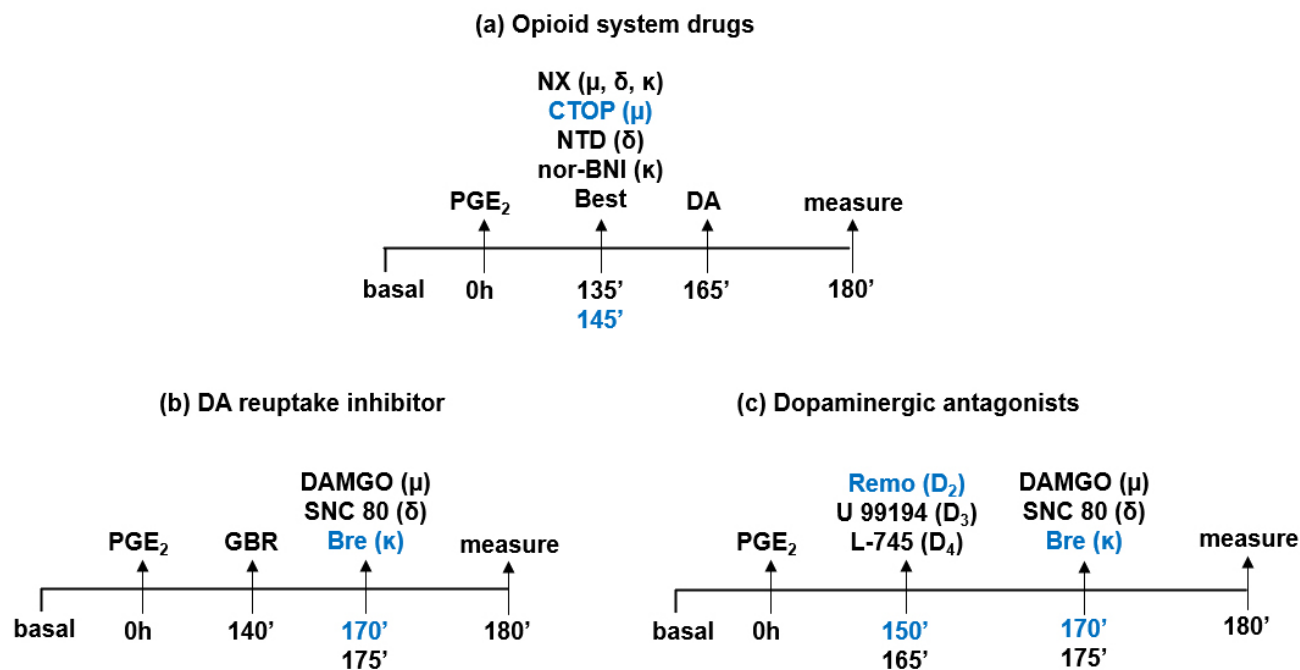 (a) Opioid system drugs
NX (μ, δ, κ)
CTOP (μ)
NTD (δ)
nor-BNI (κ)
PGE₂ Best DA measure
basal 0h 135’ 165’ 180’
145’
(b) DA reuptake inhibitor
DAMGO (μ)
SNC 80 (δ)
PGE₂ GBR Bre (κ) measure
basal 0h 140’ 170’ 180’
175’
(c) Dopaminergic antagonists
Remo (D₂) DAMGO (μ)
U 99194 (D₃) SNC 80 (δ)
PGE₂ L-745 (D₄) Bre (κ) measure
basal 0h 150’ 170’ 180’
165’ 175’